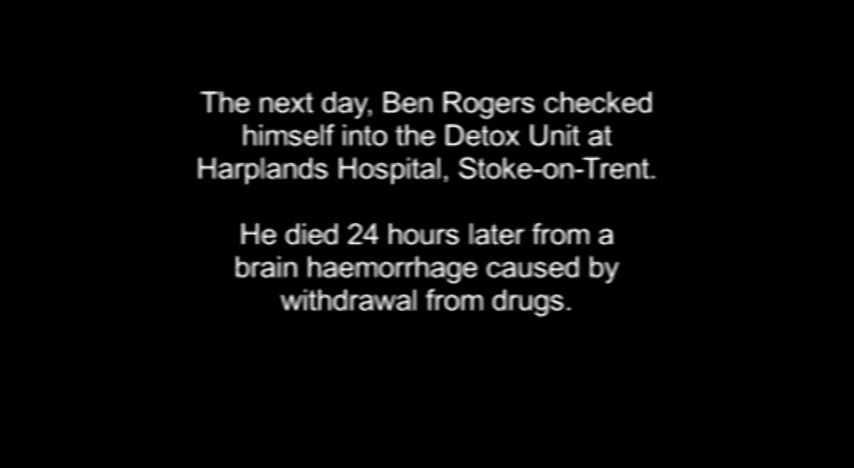 The next day, Ben Rogers checked
himself into the Detox Unit at
Harplands Hospital, Stoke-on-Trent.
He died 24 hours later from a
brain haemorrhage caused by
withdrawal from drugs.